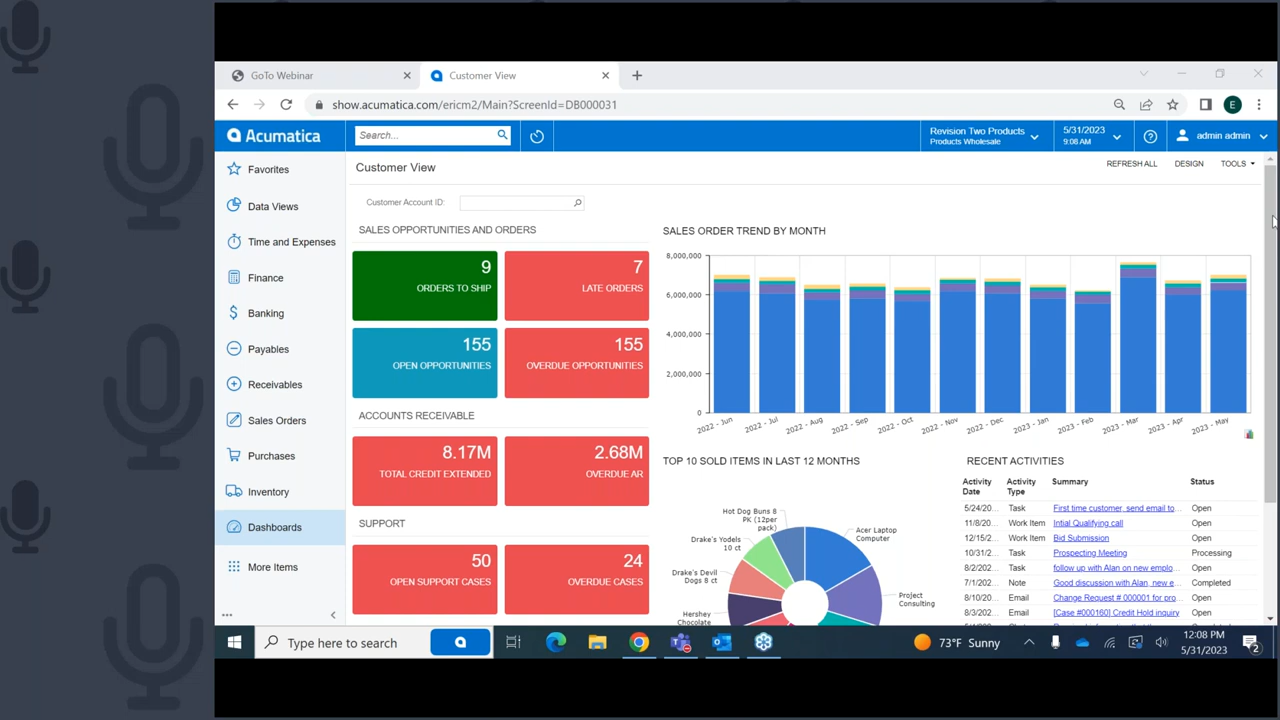 GoTo Webinar
Customer View
show.acumatica.com/ericm2/Main?ScreenId=DB000031
E
Acumatica
Search...
Revision Two Products
Products Wholesale
5/31/2023
9:08 AM
admin admin
Favorites
Data Views
Time and Expenses
Finance
Banking
Payables
Receivables
Sales Orders
Purchases
Inventory
Dashboards
More Items
Customer View
REFRESH ALL DESIGN TOOLS
Customer Account ID:
SALES OPPORTUNITIES AND ORDERS
9
ORDERS TO SHIP
7
LATE ORDERS
155
OPEN OPPORTUNITIES
155
OVERDUE OPPORTUNITIES
ACCOUNTS RECEIVABLE
8.17M
TOTAL CREDIT EXTENDED
2.68M
OVERDUE AR
SUPPORT
50
OPEN SUPPORT CASES
24
OVERDUE CASES
SALES ORDER TREND BY MONTH
8,000,000
6,000,000
4,000,000
2,000,000
0
2022 - Jun 2022 - Jul 2022 - Aug 2022 - Sep 2022 - Oct 2022 - Nov 2022 - Dec 2023 - Jan 2023 - Feb 2023 - Mar 2023 - Apr 2023 - May
TOP 10 SOLD ITEMS IN LAST 12 MONTHS
Hot Dog Buns 8
PK (12per
pack)
Drake's Yodels
10 ct
Drake's Devil
Dogs 8 ct
Hershey
Chocolate
Acer Laptop
Computer
Project
Consulting
RECENT ACTIVITIES
Activity Date Activity Type Summary Status
5/24/20... Task First time customer, send email to... Open
11/8/20... Work Item Intial Qualifying call Open
12/15/2... Work Item Bid Submission Open
10/31/2... Task Prospecting Meeting Processing
8/2/202... Task follow up with Alan on new emplo... Open
7/1/202... Note Good discussion with Alan, new e... Completed
8/10/20... Email Change Request # 000001 for pro... Open
8/3/202... Email [Case #000160] Credit Hold inquiry Open
Type here to search
73°F Sunny
12:08 PM
5/31/2023
2